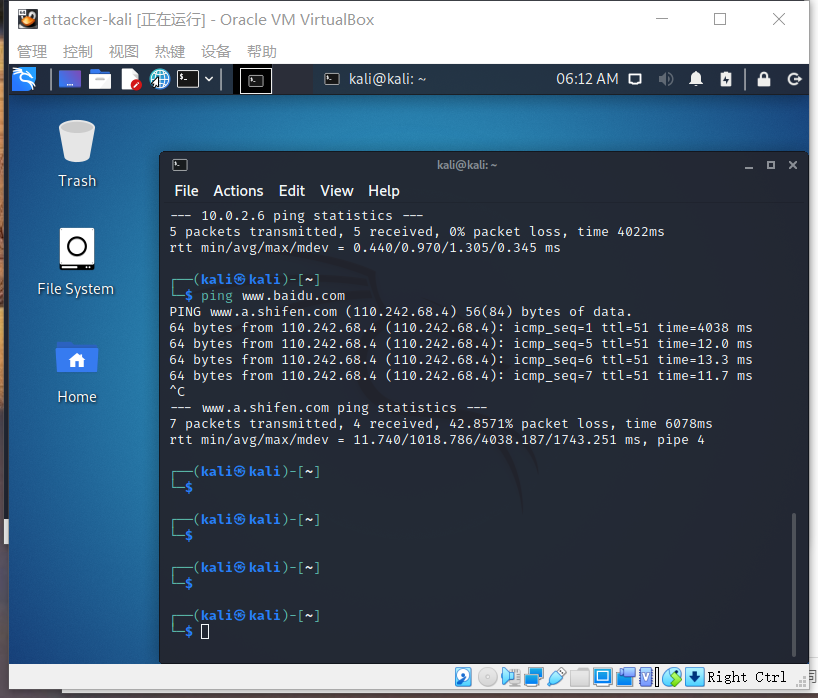 attacker-kali [正在运行] - Oracle VM VirtualBox
管理 控制 视图 热键 设备 帮助
kali@kali: ~ 06:12 AM
Trash
File System
Home
kali@kali: ~
File Actions Edit View Help
--- 10.0.2.6 ping statistics ---
5 packets transmitted, 5 received, 0% packet loss, time 4022ms
rtt min/avg/max/mdev = 0.440/0.970/1.305/0.345 ms
┌──(kali㉿kali)-[~]
└─$ ping www.baidu.com
PING www.a.shifen.com (110.242.68.4) 56(84) bytes of data.
64 bytes from 110.242.68.4 (110.242.68.4): icmp_seq=1 ttl=51 time=4038 ms
64 bytes from 110.242.68.4 (110.242.68.4): icmp_seq=5 ttl=51 time=12.0 ms
64 bytes from 110.242.68.4 (110.242.68.4): icmp_seq=6 ttl=51 time=13.3 ms
64 bytes from 110.242.68.4 (110.242.68.4): icmp_seq=7 ttl=51 time=11.7 ms
^C
--- www.a.shifen.com ping statistics ---
7 packets transmitted, 4 received, 42.8571% packet loss, time 6078ms
rtt min/avg/max/mdev = 11.740/1018.786/4038.187/1743.251 ms, pipe 4
┌──(kali㉿kali)-[~]
└─$
┌──(kali㉿kali)-[~]
└─$
┌──(kali㉿kali)-[~]
└─$
┌──(kali㉿kali)-[~]
└─$
Right Ctrl